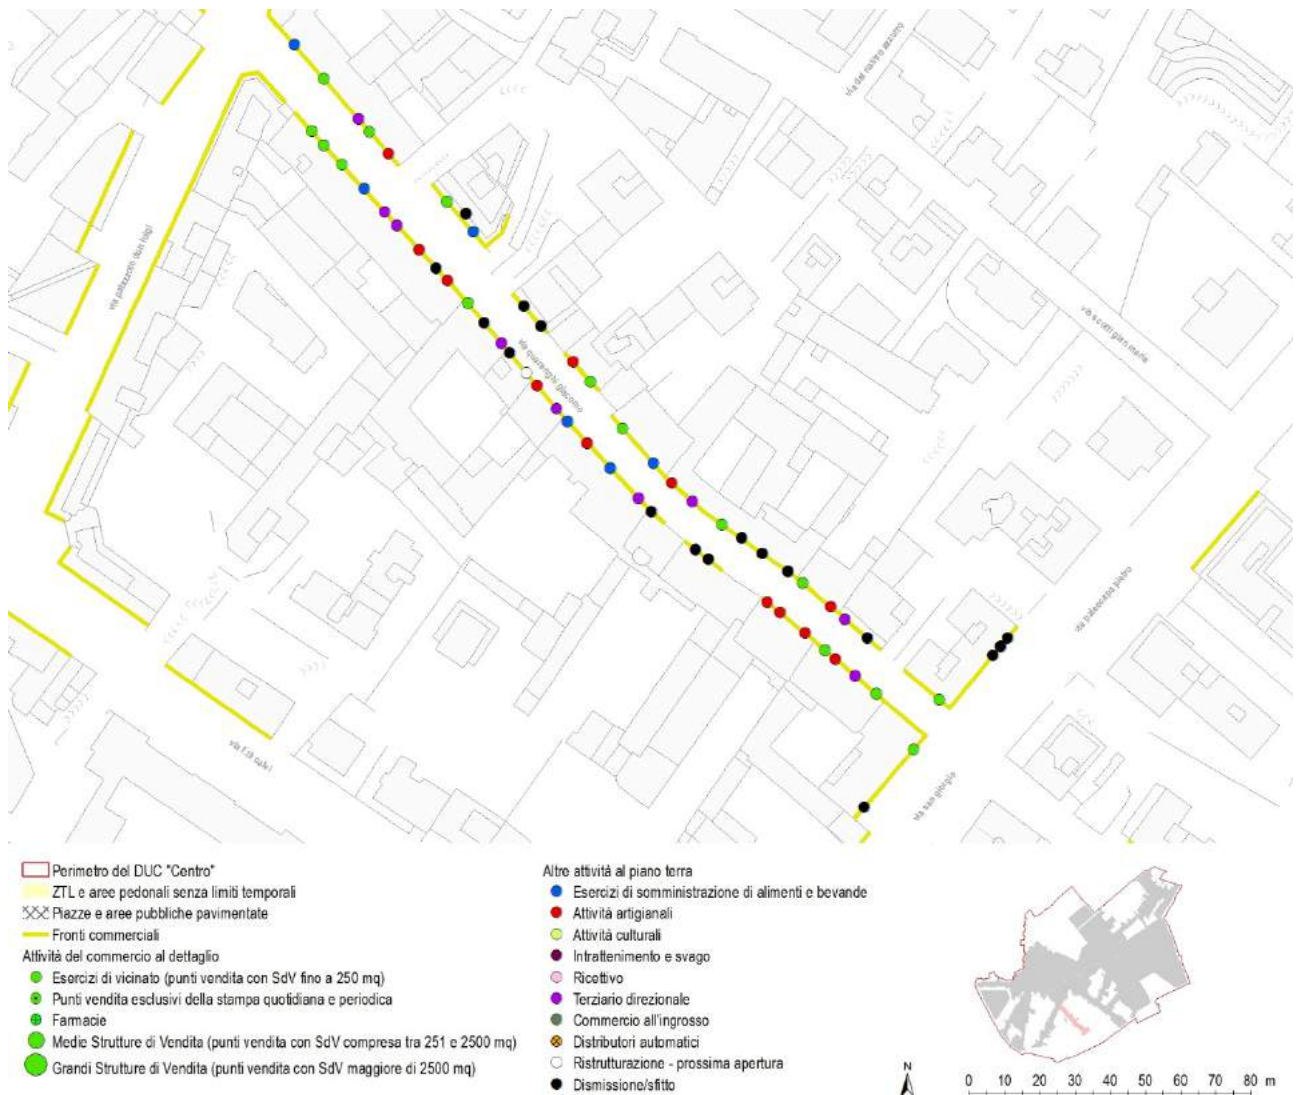 via palazzolo don luigi
via del nastro azzurro
via scotti gian maria
via quarenghi giacomo
via paleocapa pietro
via san giorgio
via f.lli calvi
Perimetro del DUC "Centro"
ZTL e aree pedonali senza limiti temporali
Piazze e aree pubbliche pavimentate
Fronti commerciali
Attività del commercio al dettaglio
Esercizi di vicinato (punti vendita con SdV fino a 250 mq)
Punti vendita esclusivi della stampa quotidiana e periodica
Farmacie
Medie Strutture di Vendita (punti vendita con SdV compresa tra 251 e 2500 mq)
Grandi Strutture di Vendita (punti vendita con SdV maggiore di 2500 mq)
Altre attività al piano terra
Esercizi di somministrazione di alimenti e bevande
Attività artigianali
Attività culturali
Intrattenimento e svago
Ricettivo
Terziario direzionale
Commercio all'ingrosso
Distributori automatici
Ristrutturazione - prossima apertura
Dismissione/sfitto
N
0 10 20 30 40 50 60 70 80 m